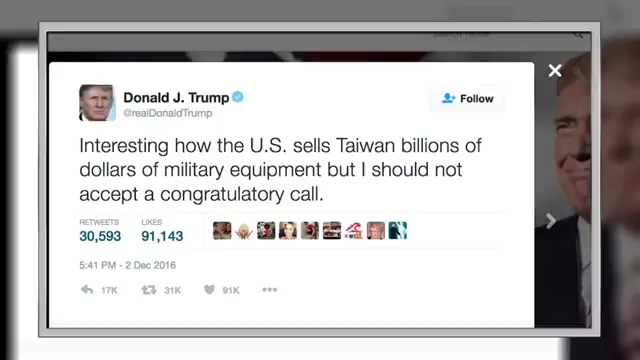 Donald J. Trump
@realDonaldTrump
Follow
Interesting how the U.S. sells Taiwan billions of
dollars of military equipment but I should not
accept a congratulatory call.
RETWEETS LIKES
30,593 91,143
5:41 PM - 2 Dec 2016
17K 31K 91K